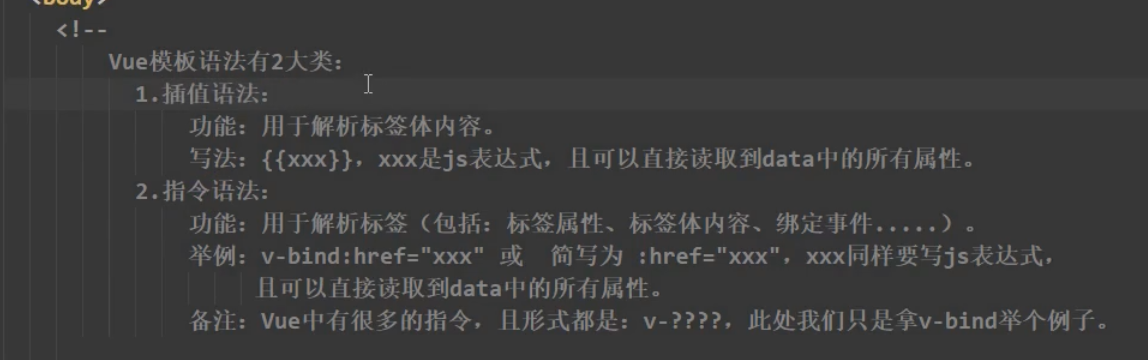 <body>
<!--
Vue模板语法有2大类：
1.插值语法：
功能：用于解析标签体内容。
写法：{{xxx}}，xxx是js表达式，且可以直接读取到data中的所有属性。
2.指令语法：
功能：用于解析标签（包括：标签属性、标签体内容、绑定事件.....）。
举例：v-bind:href="xxx" 或  简写为 :href="xxx"，xxx同样要写js表达式，
且可以直接读取到data中的所有属性。
备注：Vue中有很多的指令，且形式都是：v-????，此处我们只是拿v-bind举个例子。